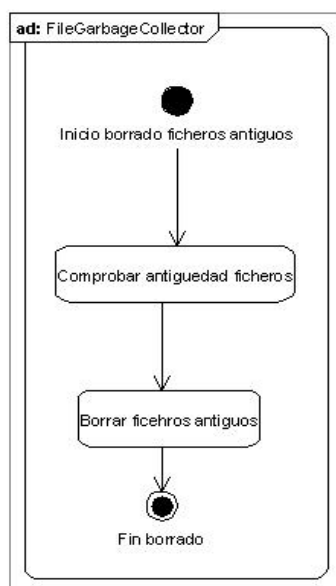 ad: FileGarbageCollector
Inicio borrado ficheros antiguos
Comprobar antiguedad ficheros
Borrar ficehros antiguos
Fin borrado